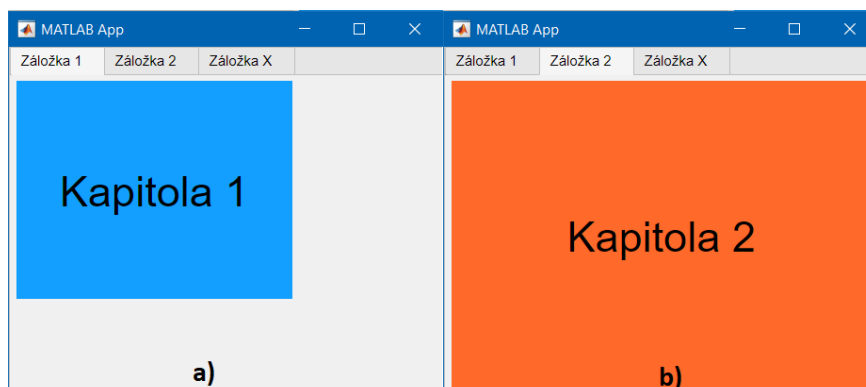 MATLAB App
Záložka 1 Záložka 2 Záložka X
Kapitola 1
a)
MATLAB App
Záložka 1 Záložka 2 Záložka X
Kapitola 2
b)